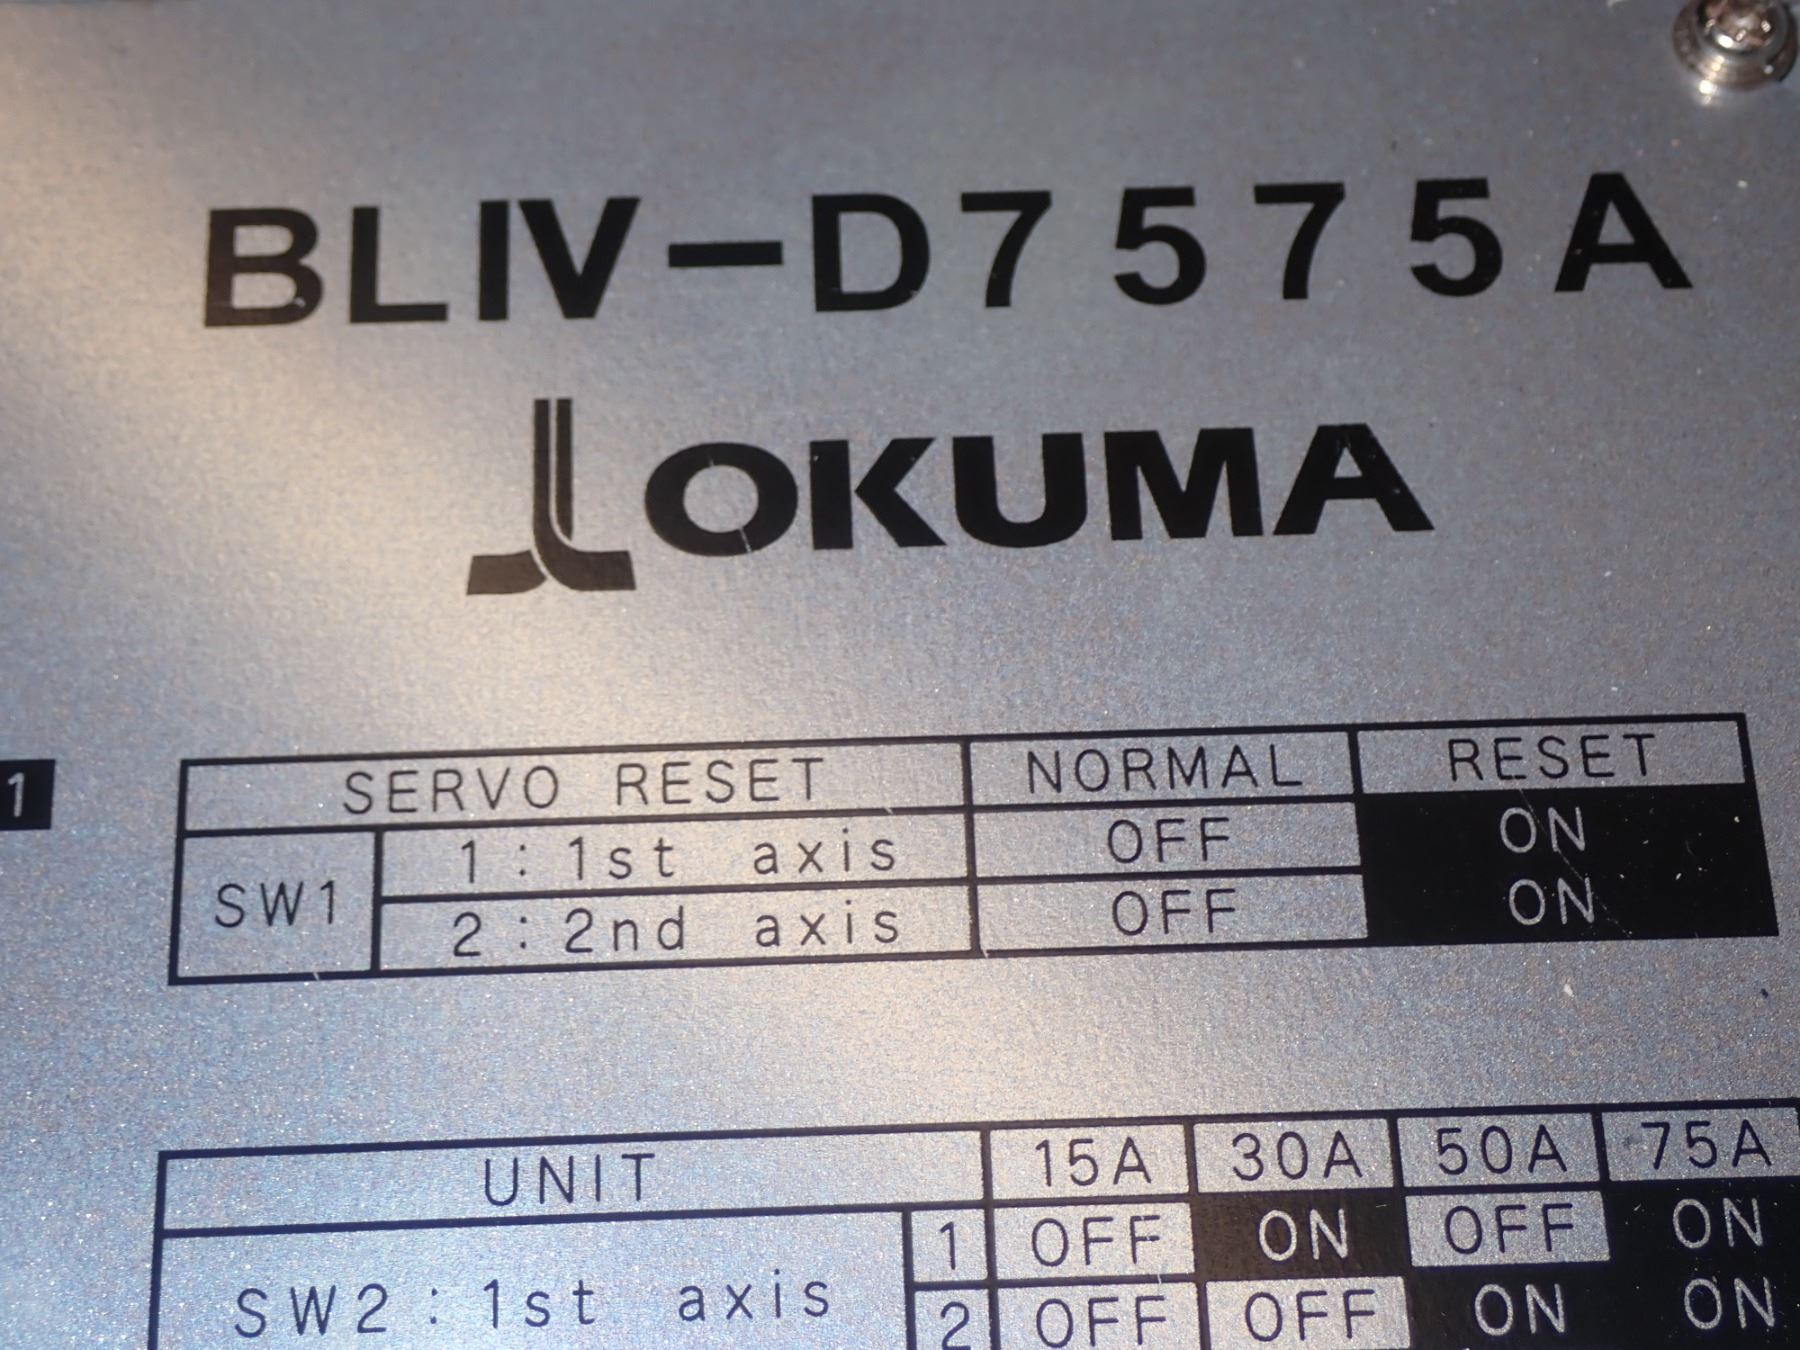 BLIV-D7575A
OKUMA
1
SERVO RESET NORMAL RESET
SW1 1:1st axis OFF ON
2:2nd axis OFF ON
UNIT 15A 30A 50A 75A
SW2:1st axis 1 OFF ON OFF ON
2 OFF OFF ON ON